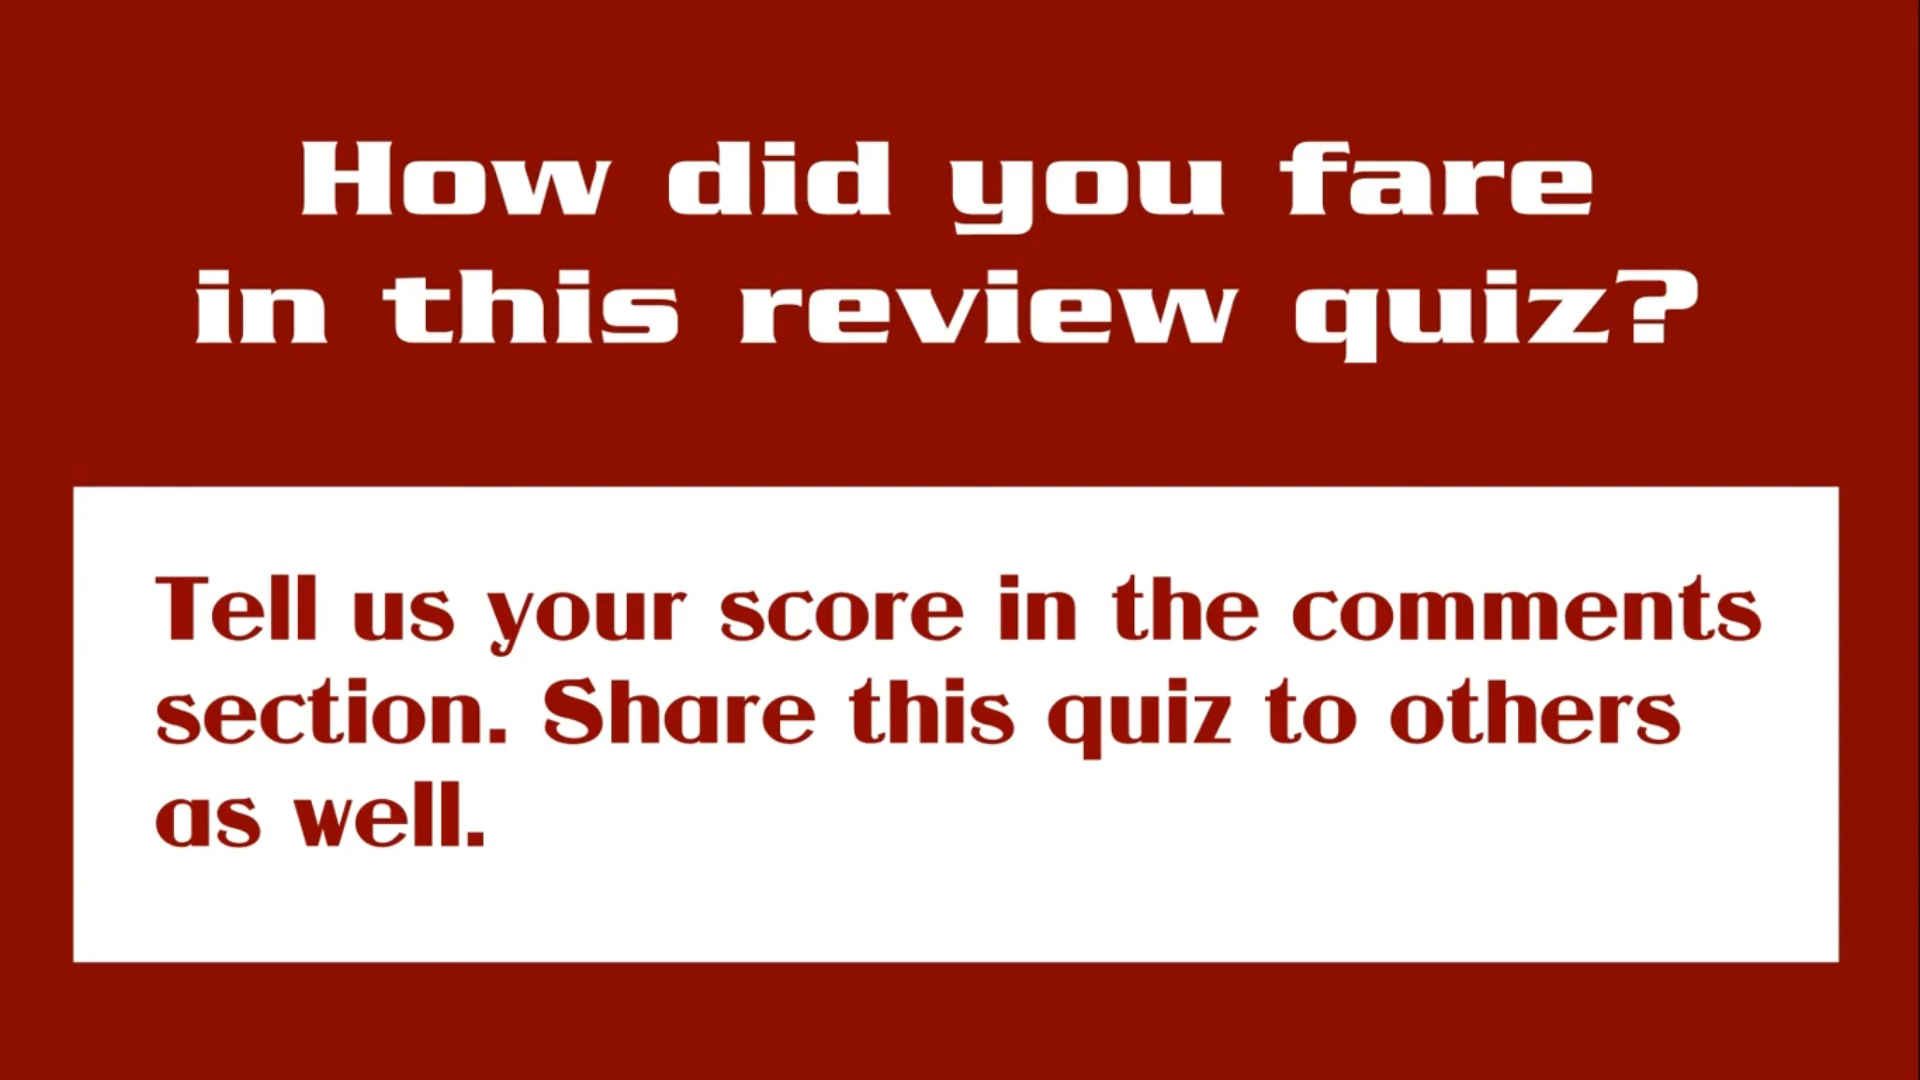 How did you fare
in this review quiz?
Tell us your score in the comments
section. Share this quiz to others
as well.